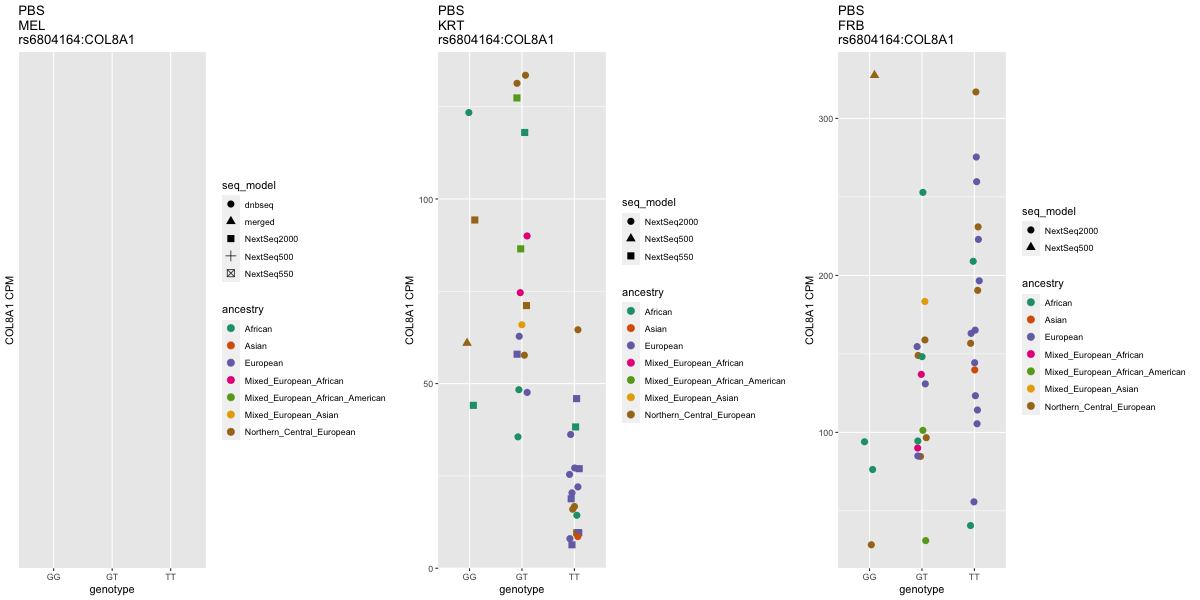 PBS
MEL
rs6804164:COL8A1
COL8A1 CPM
GG
GT
TT
genotype
seq_model
dnbseq
merged
NextSeq2000
NextSeq500
NextSeq550
ancestry
African
Asian
European
Mixed_European_African
Mixed_European_African_American
Mixed_European_Asian
Northern_Central_European
PBS
KRT
rs6804164:COL8A1
COL8A1 CPM
100
50
0
GG
GT
TT
genotype
seq_model
NextSeq2000
NextSeq500
NextSeq550
ancestry
African
Asian
European
Mixed_European_African
Mixed_European_African_American
Mixed_European_Asian
Northern_Central_European
PBS
FRB
rs6804164:COL8A1
COL8A1 CPM
300
200
100
GG
GT
TT
genotype
seq_model
NextSeq2000
NextSeq500
ancestry
African
Asian
European
Mixed_European_African
Mixed_European_African_American
Mixed_European_Asian
Northern_Central_European